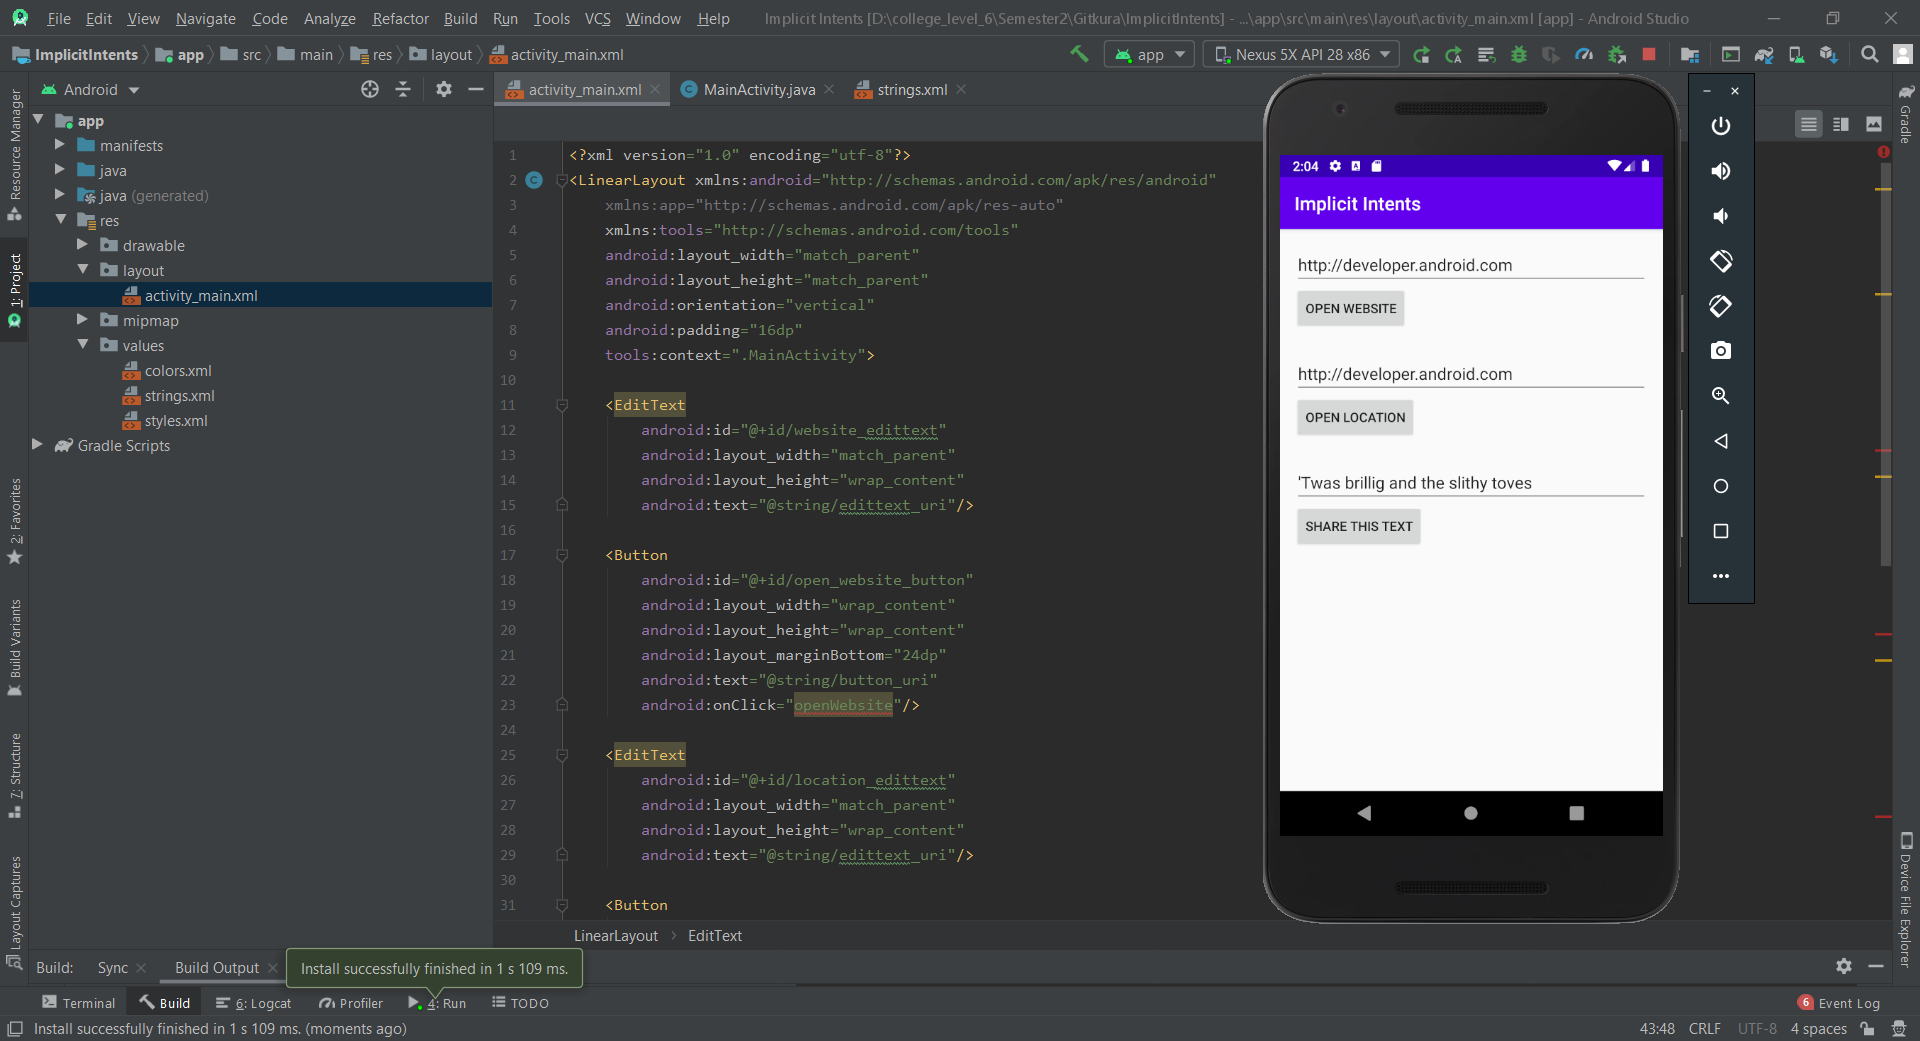 File Edit View Navigate Code Analyze Refactor Build Run Tools VCS Window Help Implicit Intents [D:\college_level_6\Semester2\Gitkura\ImplicitIntents] - ...\app\src\main\res\layout\activity_main.xml [app] - Android Studio
ImplicitIntents app src main res layout activity_main.xml app Nexus 5X API 28 x86
Android
activity_main.xml MainActivity.java strings.xml
Resource Manager
1: Project
2: Favorites
Build Variants
7: Structure
Layout Captures
app
manifests
java
java (generated)
res
drawable
layout
activity_main.xml
mipmap
values
colors.xml
strings.xml
styles.xml
Gradle Scripts
1 <?xml version="1.0" encoding="utf-8"?>
2 <LinearLayout xmlns:android="http://schemas.android.com/apk/res/android"
3 xmlns:app="http://schemas.android.com/apk/res-auto"
4 xmlns:tools="http://schemas.android.com/tools"
5 android:layout_width="match_parent"
6 android:layout_height="match_parent"
7 android:orientation="vertical"
8 android:padding="16dp"
9 tools:context=".MainActivity">
10
11 <EditText
12 android:id="@+id/website_edittext"
13 android:layout_width="match_parent"
14 android:layout_height="wrap_content"
15 android:text="@string/edittext_uri"/>
16
17 <Button
18 android:id="@+id/open_website_button"
19 android:layout_width="wrap_content"
20 android:layout_height="wrap_content"
21 android:layout_marginBottom="24dp"
22 android:text="@string/button_uri"
23 android:onClick="openWebsite"/>
24
25 <EditText
26 android:id="@+id/location_edittext"
27 android:layout_width="match_parent"
28 android:layout_height="wrap_content"
29 android:text="@string/edittext_uri"/>
30
31 <Button
LinearLayout › EditText
2:04
Implicit Intents
http://developer.android.com
OPEN WEBSITE
http://developer.android.com
OPEN LOCATION
'Twas brillig and the slithy toves
SHARE THIS TEXT
Gradle
Device File Explorer
Build: Sync Build Output
Install successfully finished in 1 s 109 ms.
Terminal Build 6: Logcat Profiler 4: Run TODO 6 Event Log
Install successfully finished in 1 s 109 ms. (moments ago) 43:48 CRLF UTF-8 4 spaces